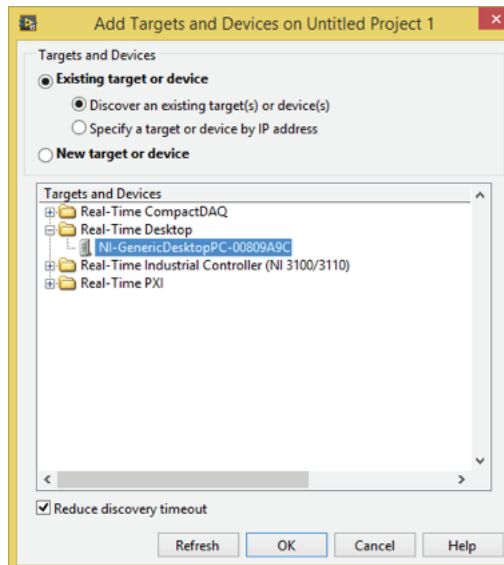 Add Targets and Devices on Untitled Project 1
Targets and Devices
Existing target or device
Discover an existing target(s) or device(s)
Specify a target or device by IP address
New target or device
Targets and Devices
Real-Time CompactDAQ
Real-Time Desktop
NI-GenericDesktopPC-00809A9C
Real-Time Industrial Controller (NI 3100/3110)
Real-Time PXI
Reduce discovery timeout
Refresh OK Cancel Help